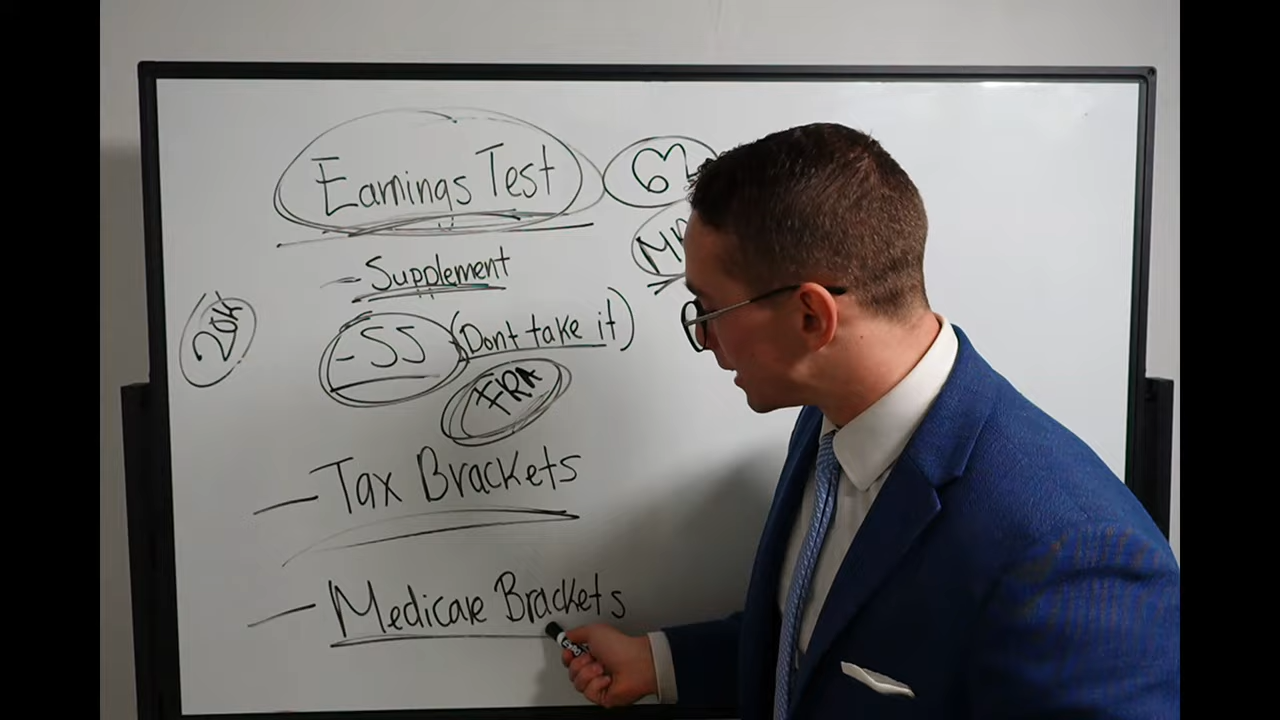 Earnings Test
- Supplement
20K
- SS (Dont take it)
FRA
- Tax Brackets
- Medicare Brackets